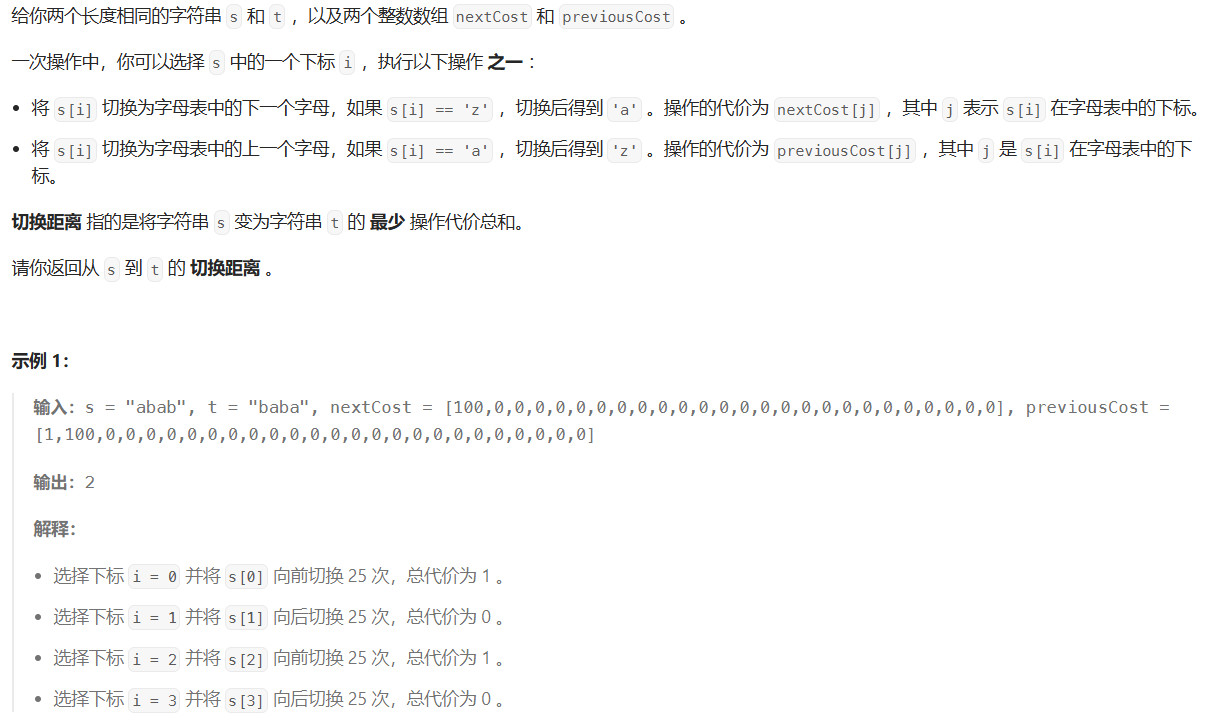 给你两个长度相同的字符串 s 和 t ，以及两个整数数组 nextCost 和 previousCost 。
一次操作中，你可以选择 s 中的一个下标 i ，执行以下操作 之一 ：
• 将 s[i] 切换为字母表中的下一个字母，如果 s[i] == 'z' ，切换后得到 'a' 。操作的代价为 nextCost[j] ，其中 j 表示 s[i] 在字母表中的下标。
• 将 s[i] 切换为字母表中的上一个字母，如果 s[i] == 'a' ，切换后得到 'z' 。操作的代价为 previousCost[j] ，其中 j 是 s[i] 在字母表中的下
标。
切换距离 指的是将字符串 s 变为字符串 t 的 最少 操作代价总和。
请你返回从 s 到 t 的 切换距离 。
示例 1：
输入：s = "abab", t = "baba", nextCost = [100,0,0,0,0,0,0,0,0,0,0,0,0,0,0,0,0,0,0,0,0,0,0,0,0,0], previousCost =
[1,100,0,0,0,0,0,0,0,0,0,0,0,0,0,0,0,0,0,0,0,0,0,0,0,0]
输出：2
解释：
• 选择下标 i = 0 并将 s[0] 向前切换 25 次，总代价为 1 。
• 选择下标 i = 1 并将 s[1] 向后切换 25 次，总代价为 0 。
• 选择下标 i = 2 并将 s[2] 向前切换 25 次，总代价为 1 。
• 选择下标 i = 3 并将 s[3] 向后切换 25 次，总代价为 0 。